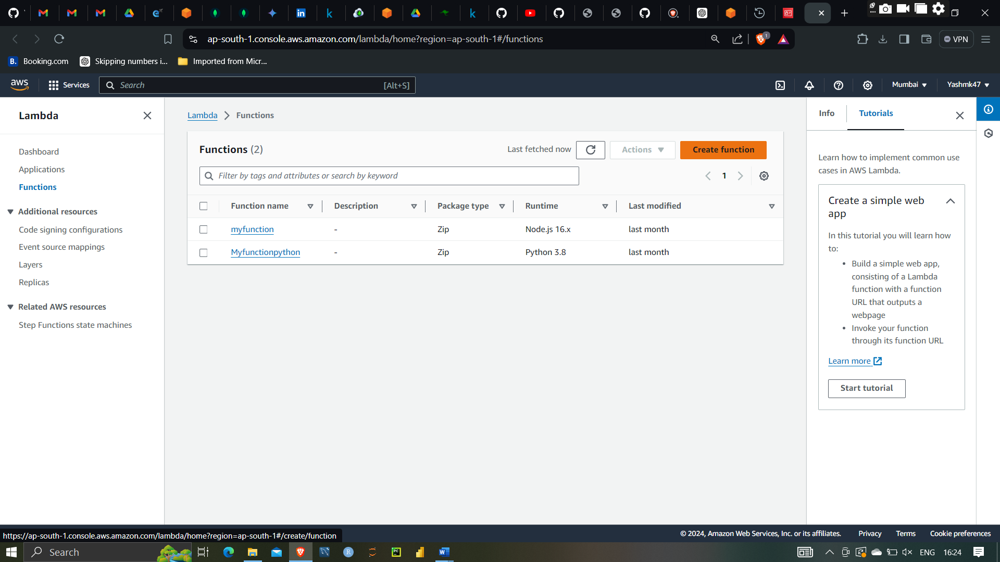 ap-south-1.console.aws.amazon.com/lambda/home?region=ap-south-1#/functions
1
VPN
B. Booking.com
Skipping numbers i...
Imported from Micr...
aws
Services
Search
[Alt+S]
Mumbai
Yashmk47
Lambda
Dashboard
Applications
Functions
Additional resources
Code signing configurations
Event source mappings
Layers
Replicas
Related AWS resources
Step Functions state machines
Lambda
Functions
Functions (2)
Last fetched now
Actions
Create function
Filter by tags and attributes or search by keyword
1
Function name
Description
Package type
Runtime
Last modified
myfunction
-
Zip
Node.js 16.x
last month
Myfunctionpython
-
Zip
Python 3.8
last month
Info
Tutorials
Learn how to implement common use
cases in AWS Lambda.
Create a simple web
app
In this tutorial you will learn how
to:
• Build a simple web app,
consisting of a Lambda
function with a function
URL that outputs a
webpage
• Invoke your function
through its function URL
Learn more
Start tutorial
https://ap-south-1.console.aws.amazon.com/lambda/home?region=ap-south-1#/create/function
© 2024, Amazon Web Services, Inc. or its affiliates.
Privacy
Terms
Cookie preferences
Search
ENG
16:24